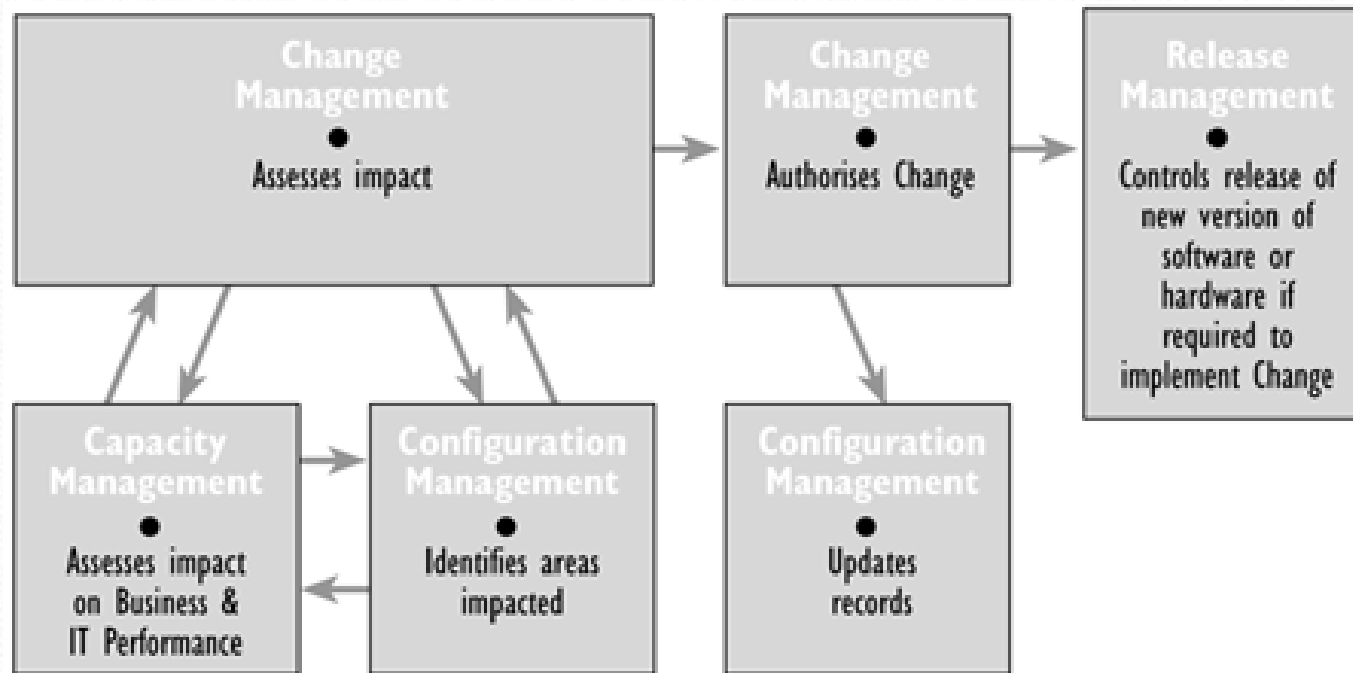 Change
Management
●
Assesses impact
Change
Management
●
Authorises Change
Release
Management
●
Controls release of
new version of
software or
hardware if
required to
implement Change
Capacity
Management
●
Assesses impact
on Business &
IT Performance
Configuration
Management
●
Identifies areas
impacted
Configuration
Management
●
Updates
records